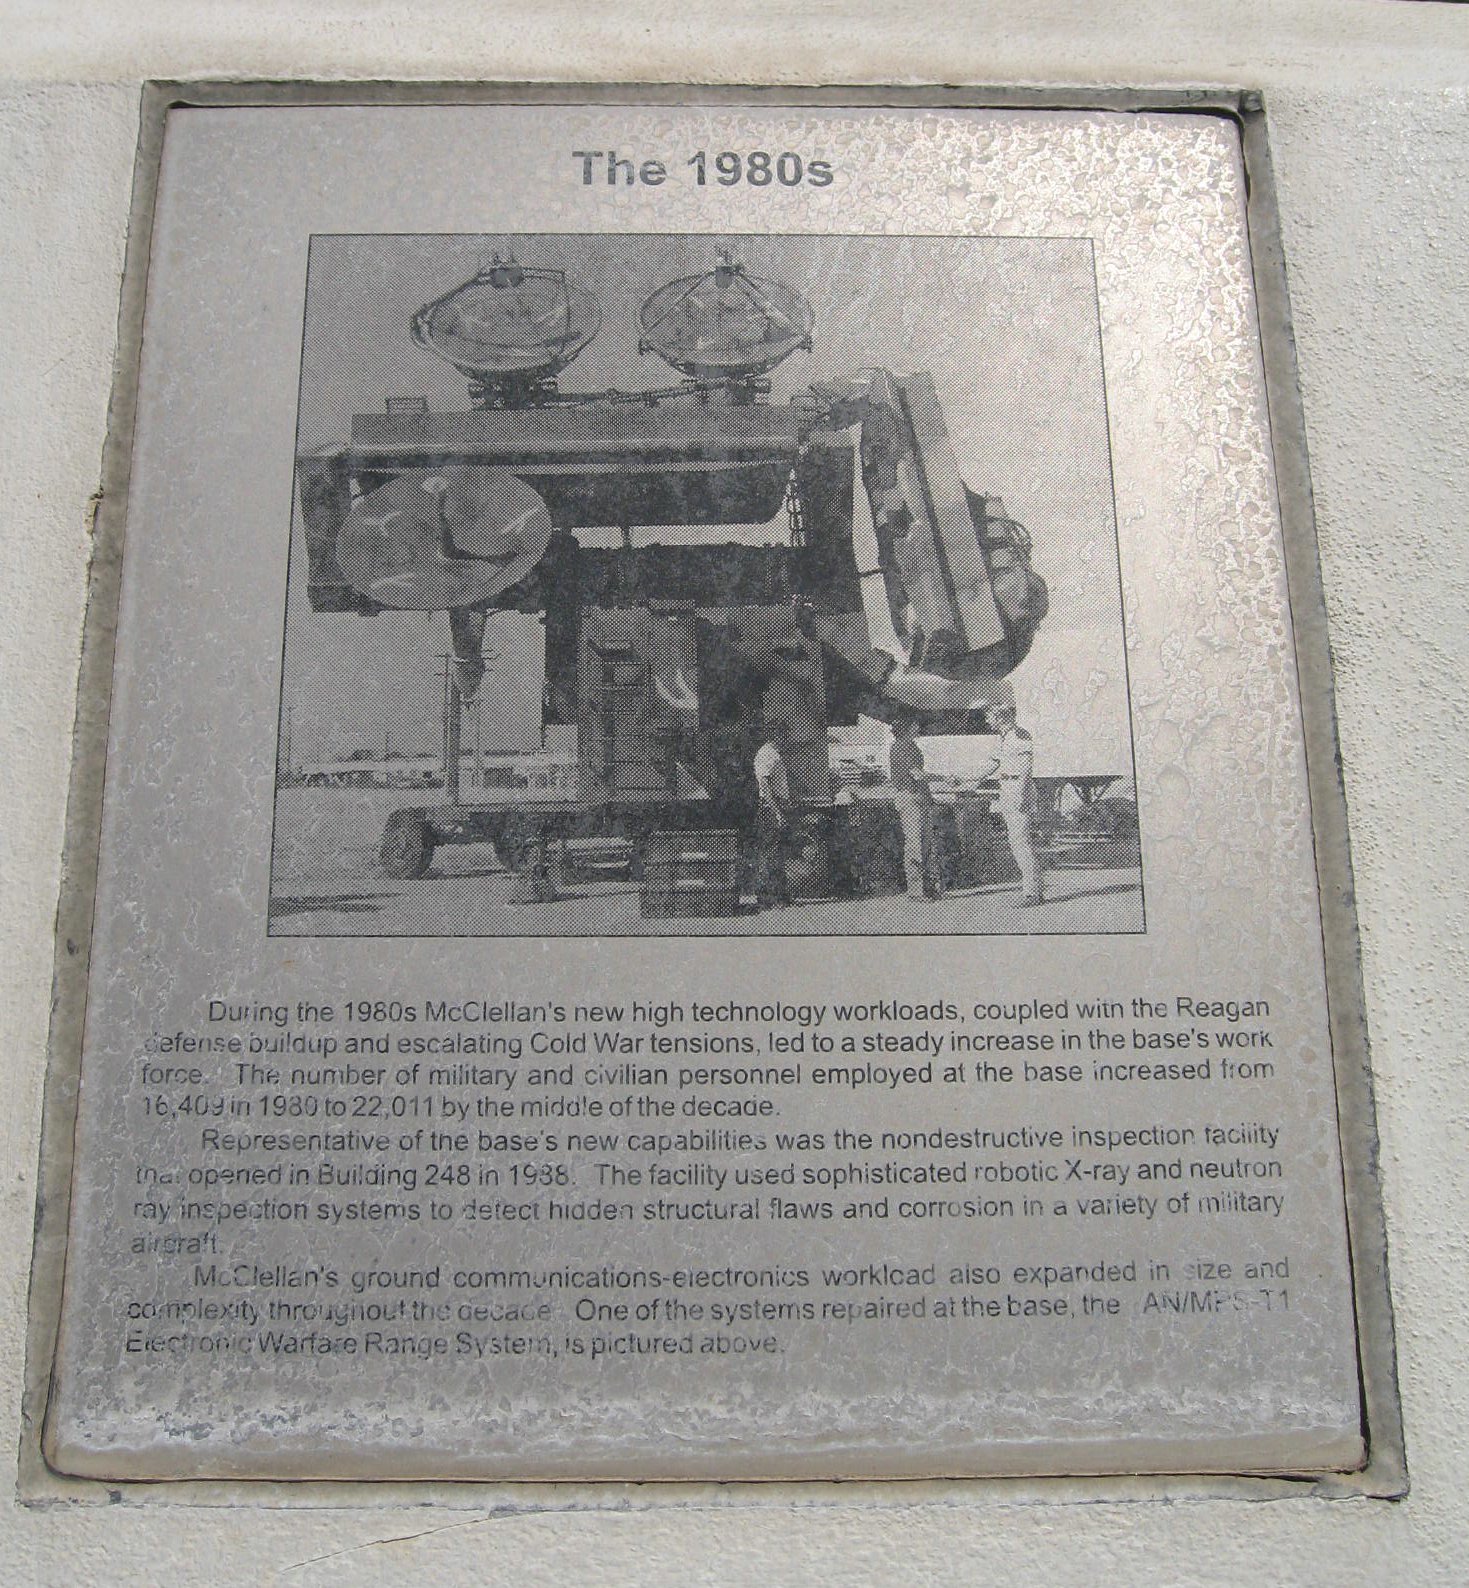 The 1980s
During the 1980s McClellan's new high technology workloads, coupled with the Reagan
defense buildup and escalating Cold War tensions, led to a steady increase in the base's work
force. The number of military and civilian personnel employed at the base increased from
16,409 in 1980 to 22,011 by the middle of the decade.
Representative of the base's new capabilities was the nondestructive inspection facility
that opened in Building 248 in 1988. The facility used sophisticated robotic X-ray and neutron
ray inspection systems to detect hidden structural flaws and corrosion in a variety of military
aircraft.
McClellan's ground communications-electronics workload also expanded in size and
complexity throughout the decade. One of the systems repaired at the base, the AN/MPS-T1
Electronic Warfare Range System, is pictured above.